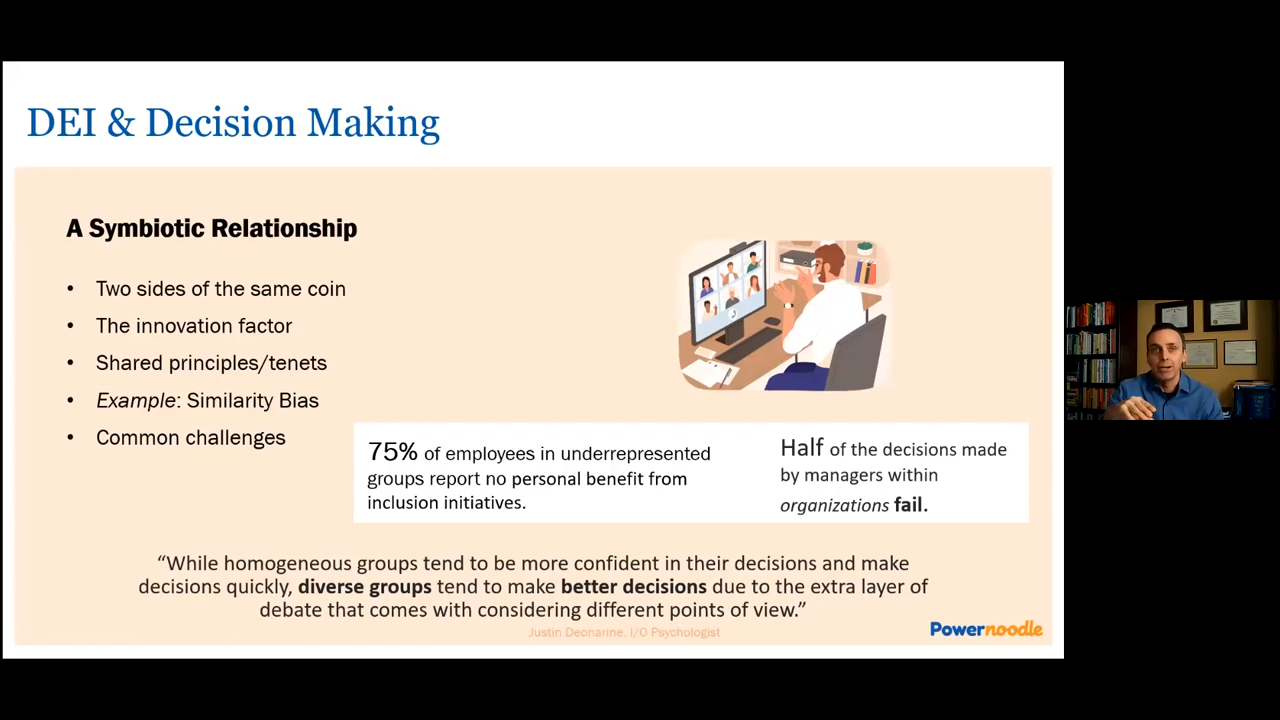 DEI & Decision Making
A Symbiotic Relationship
• Two sides of the same coin
• The innovation factor
• Shared principles/tenets
• Example: Similarity Bias
• Common challenges
75% of employees in underrepresented
groups report no personal benefit from
inclusion initiatives.
Half of the decisions made
by managers within
organizations fail.
“While homogeneous groups tend to be more confident in their decisions and make
decisions quickly, diverse groups tend to make better decisions due to the extra layer of
debate that comes with considering different points of view.”
Justin Deonarine, I/O Psychologist
Powernoodle